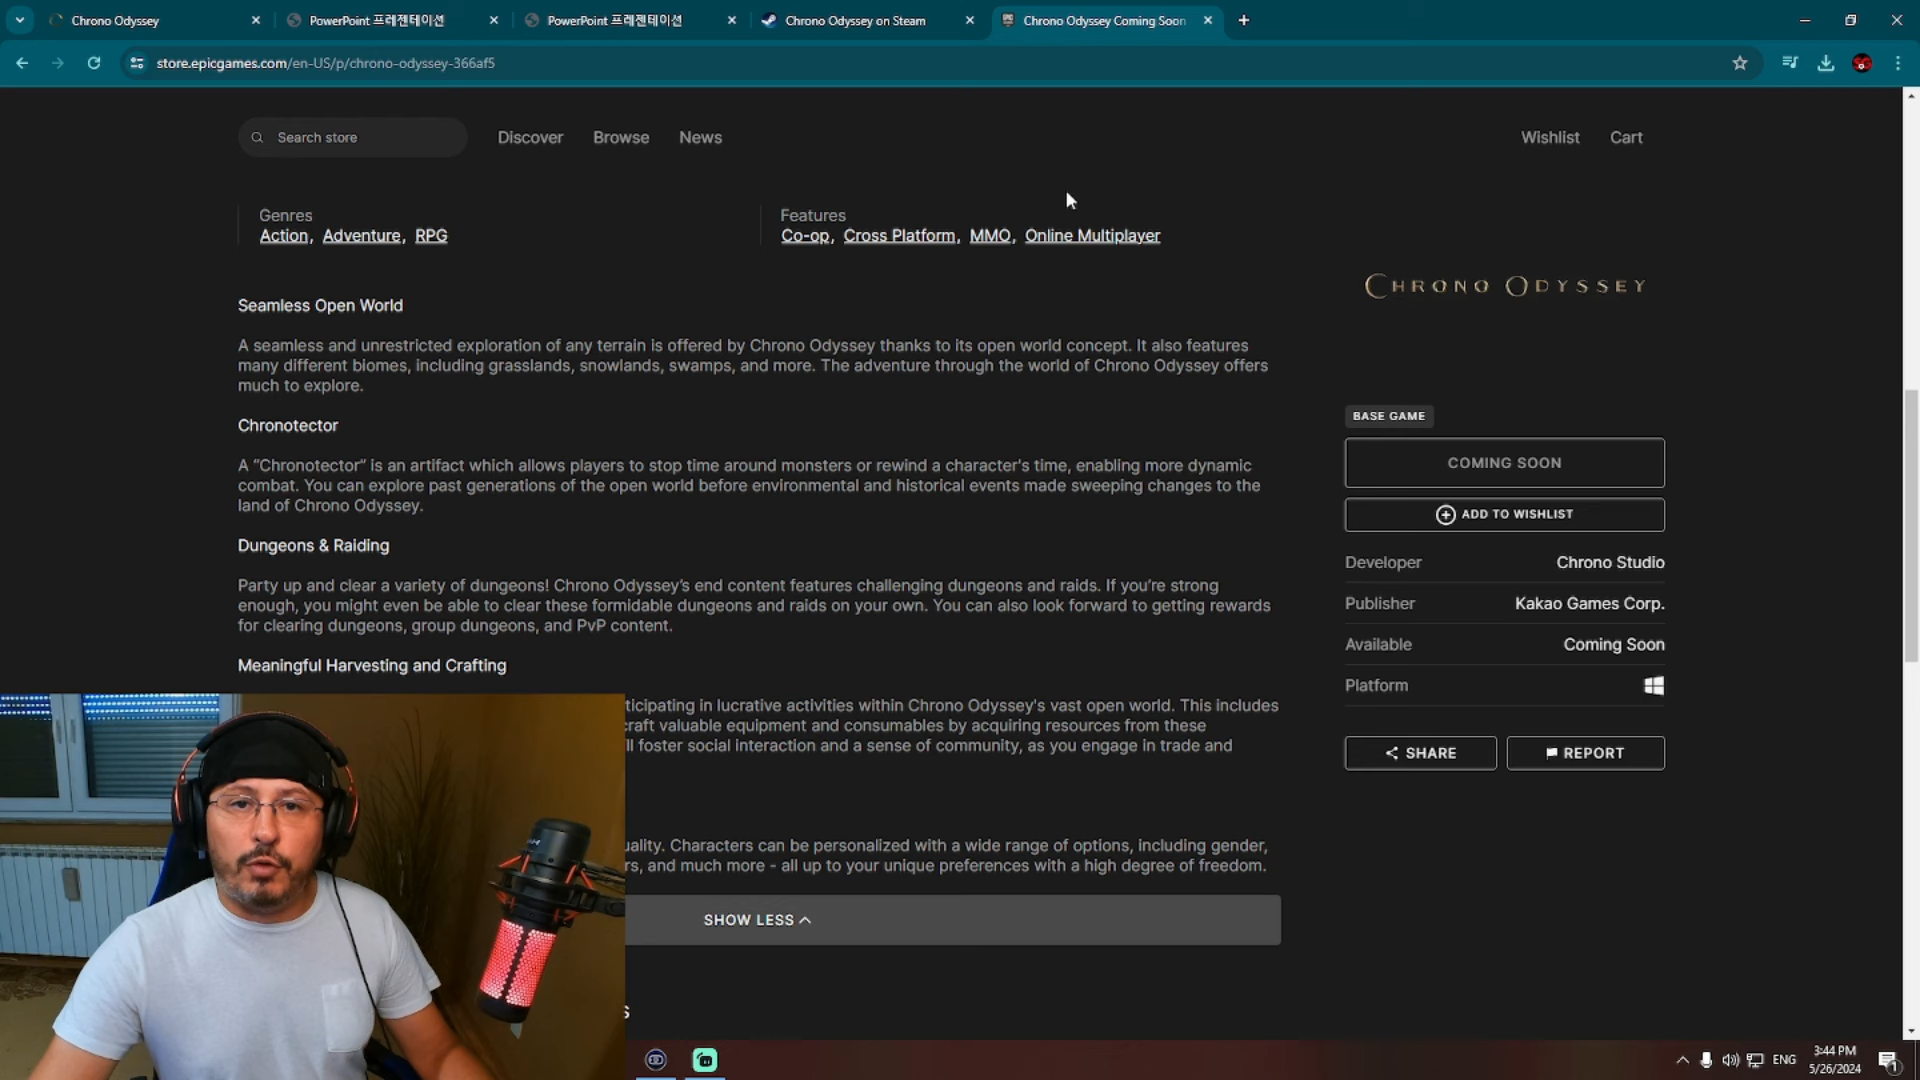 Chrono Odyssey
PowerPoint 프레젠테이션
PowerPoint 프레젠테이션
Chrono Odyssey on Steam
Chrono Odyssey Coming Soon
store.epicgames.com/en-US/p/chrono-odyssey-366af5
Search store
Discover
Browse
News
Wishlist
Cart
Genres
Action, Adventure, RPG
Features
Co-op, Cross Platform, MMO, Online Multiplayer
Seamless Open World
A seamless and unrestricted exploration of any terrain is offered by Chrono Odyssey thanks to its open world concept. It also features
many different biomes, including grasslands, snowlands, swamps, and more. The adventure through the world of Chrono Odyssey offers
much to explore.
Chronotector
A “Chronotector” is an artifact which allows players to stop time around monsters or rewind a character's time, enabling more dynamic
combat. You can explore past generations of the open world before environmental and historical events made sweeping changes to the
land of Chrono Odyssey.
Dungeons & Raiding
Party up and clear a variety of dungeons! Chrono Odyssey’s end content features challenging dungeons and raids. If you’re strong
enough, you might even be able to clear these formidable dungeons and raids on your own. You can also look forward to getting rewards
for clearing dungeons, group dungeons, and PvP content.
Meaningful Harvesting and Crafting
ticipating in lucrative activities within Chrono Odyssey's vast open world. This includes
craft valuable equipment and consumables by acquiring resources from these
'll foster social interaction and a sense of community, as you engage in trade and
uality. Characters can be personalized with a wide range of options, including gender,
rs, and much more - all up to your unique preferences with a high degree of freedom.
SHOW LESS
CHRONO ODYSSEY
BASE GAME
COMING SOON
ADD TO WISHLIST
Developer
Chrono Studio
Publisher
Kakao Games Corp.
Available
Coming Soon
Platform
SHARE
REPORT
ENG
3:44 PM
5/26/2024
1